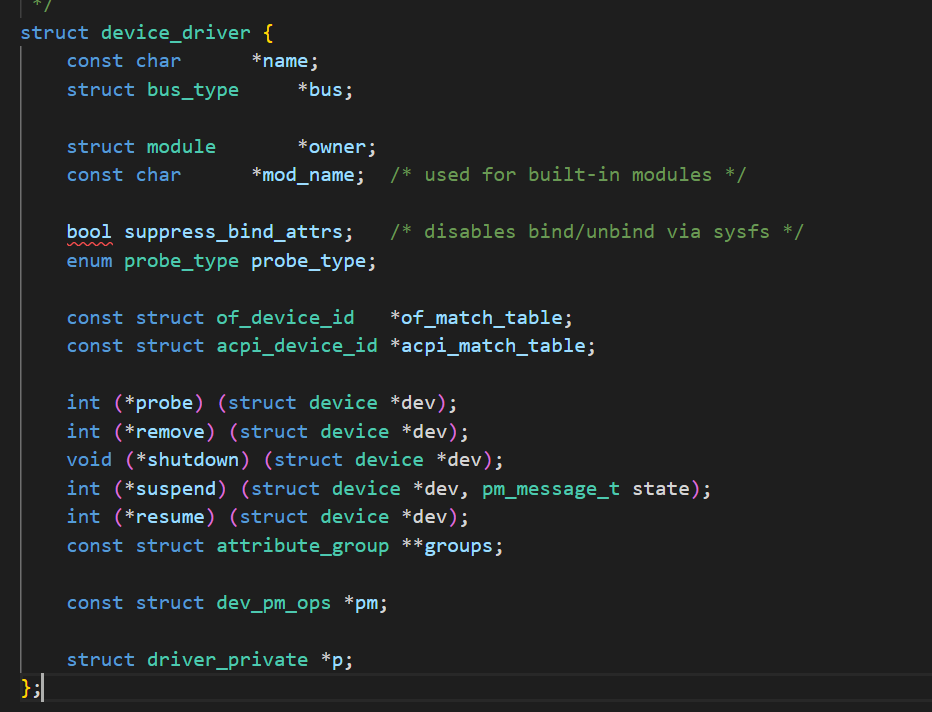 */
struct device_driver {
    const char      *name;
    struct bus_type     *bus;

    struct module       *owner;
    const char      *mod_name;  /* used for built-in modules */

    bool suppress_bind_attrs;   /* disables bind/unbind via sysfs */
    enum probe_type probe_type;

    const struct of_device_id   *of_match_table;
    const struct acpi_device_id *acpi_match_table;

    int (*probe) (struct device *dev);
    int (*remove) (struct device *dev);
    void (*shutdown) (struct device *dev);
    int (*suspend) (struct device *dev, pm_message_t state);
    int (*resume) (struct device *dev);
    const struct attribute_group **groups;

    const struct dev_pm_ops *pm;

    struct driver_private *p;
};